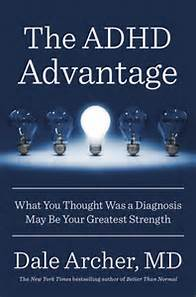 The ADHD
Advantage
What You Thought Was a Diagnosis
May Be Your Greatest Strength
Dale Archer, MD
The New York Times bestselling author of Better Than Normal